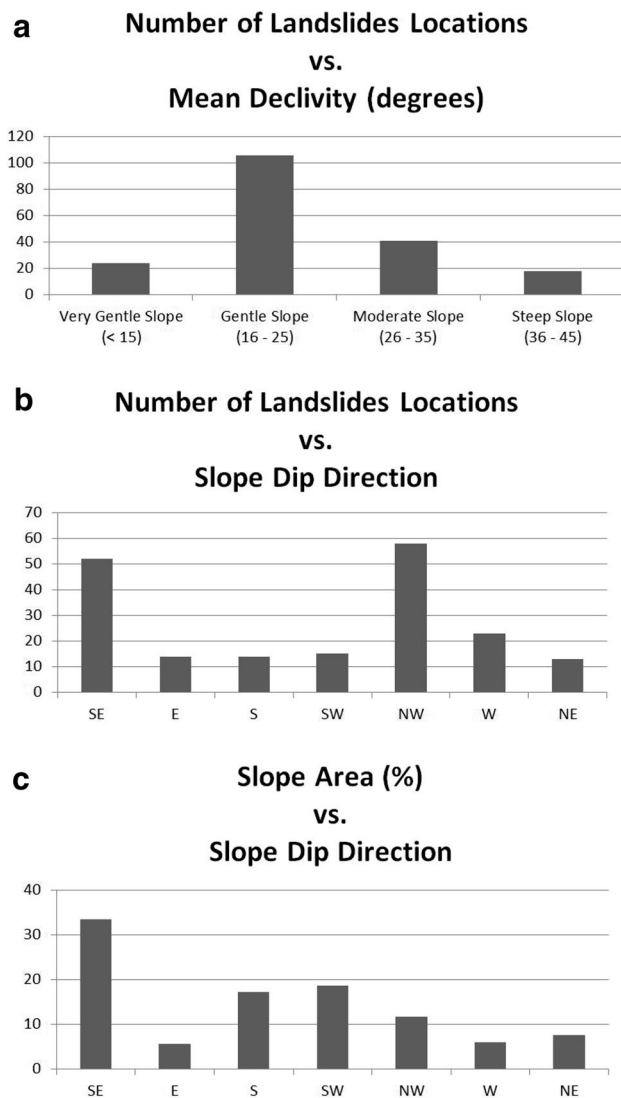 a
Number of Landslides Locations
vs.
Mean Declivity (degrees)
120
100
80
60
40
20
0
Very Gentle Slope Gentle Slope Moderate Slope Steep Slope
(< 15) (16 - 25) (26 - 35) (36 - 45)
b
Number of Landslides Locations
vs.
Slope Dip Direction
70
60
50
40
30
20
10
0
SE E S SW NW W NE
c
Slope Area (%)
vs.
Slope Dip Direction
40
30
20
10
0
SE E S SW NW W NE